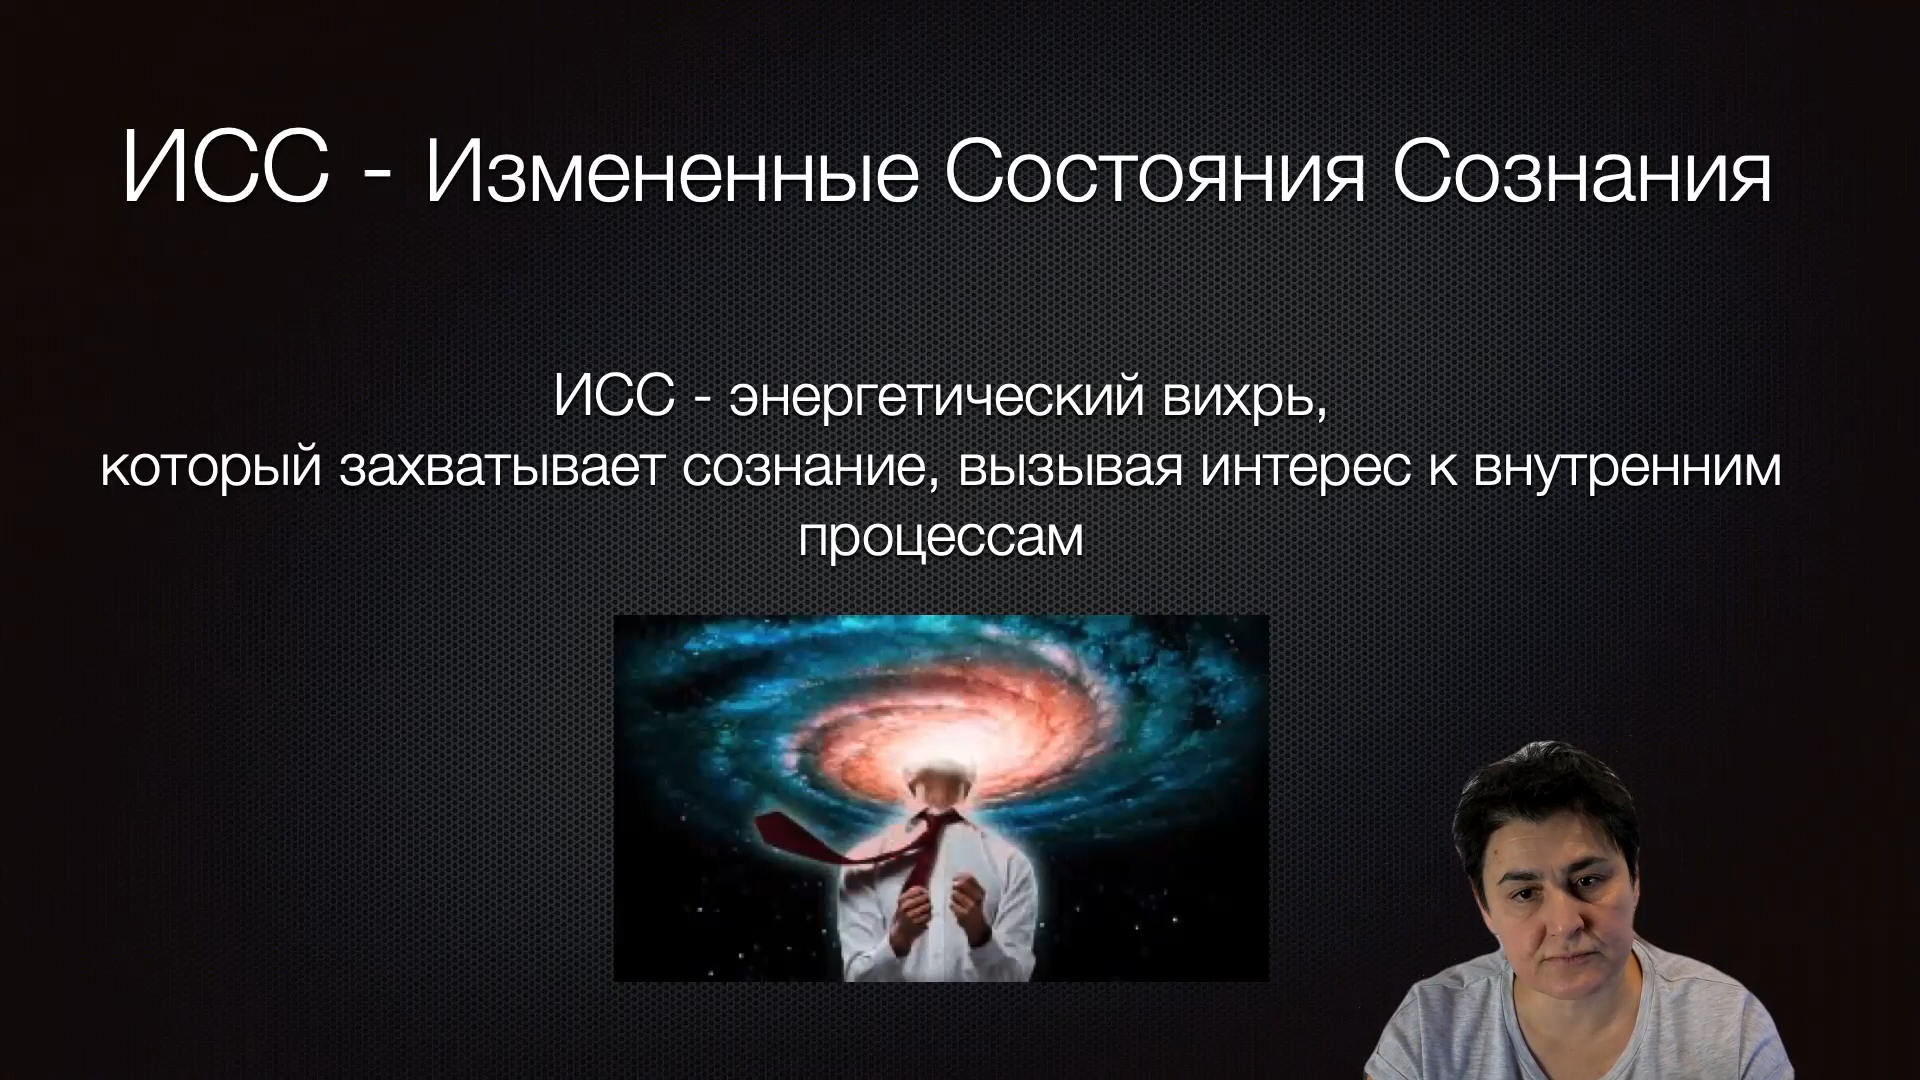 ИСС - Измененные Состояния Сознания
ИСС - энергетический вихрь,
который захватывает сознание, вызывая интерес к внутренним
процессам